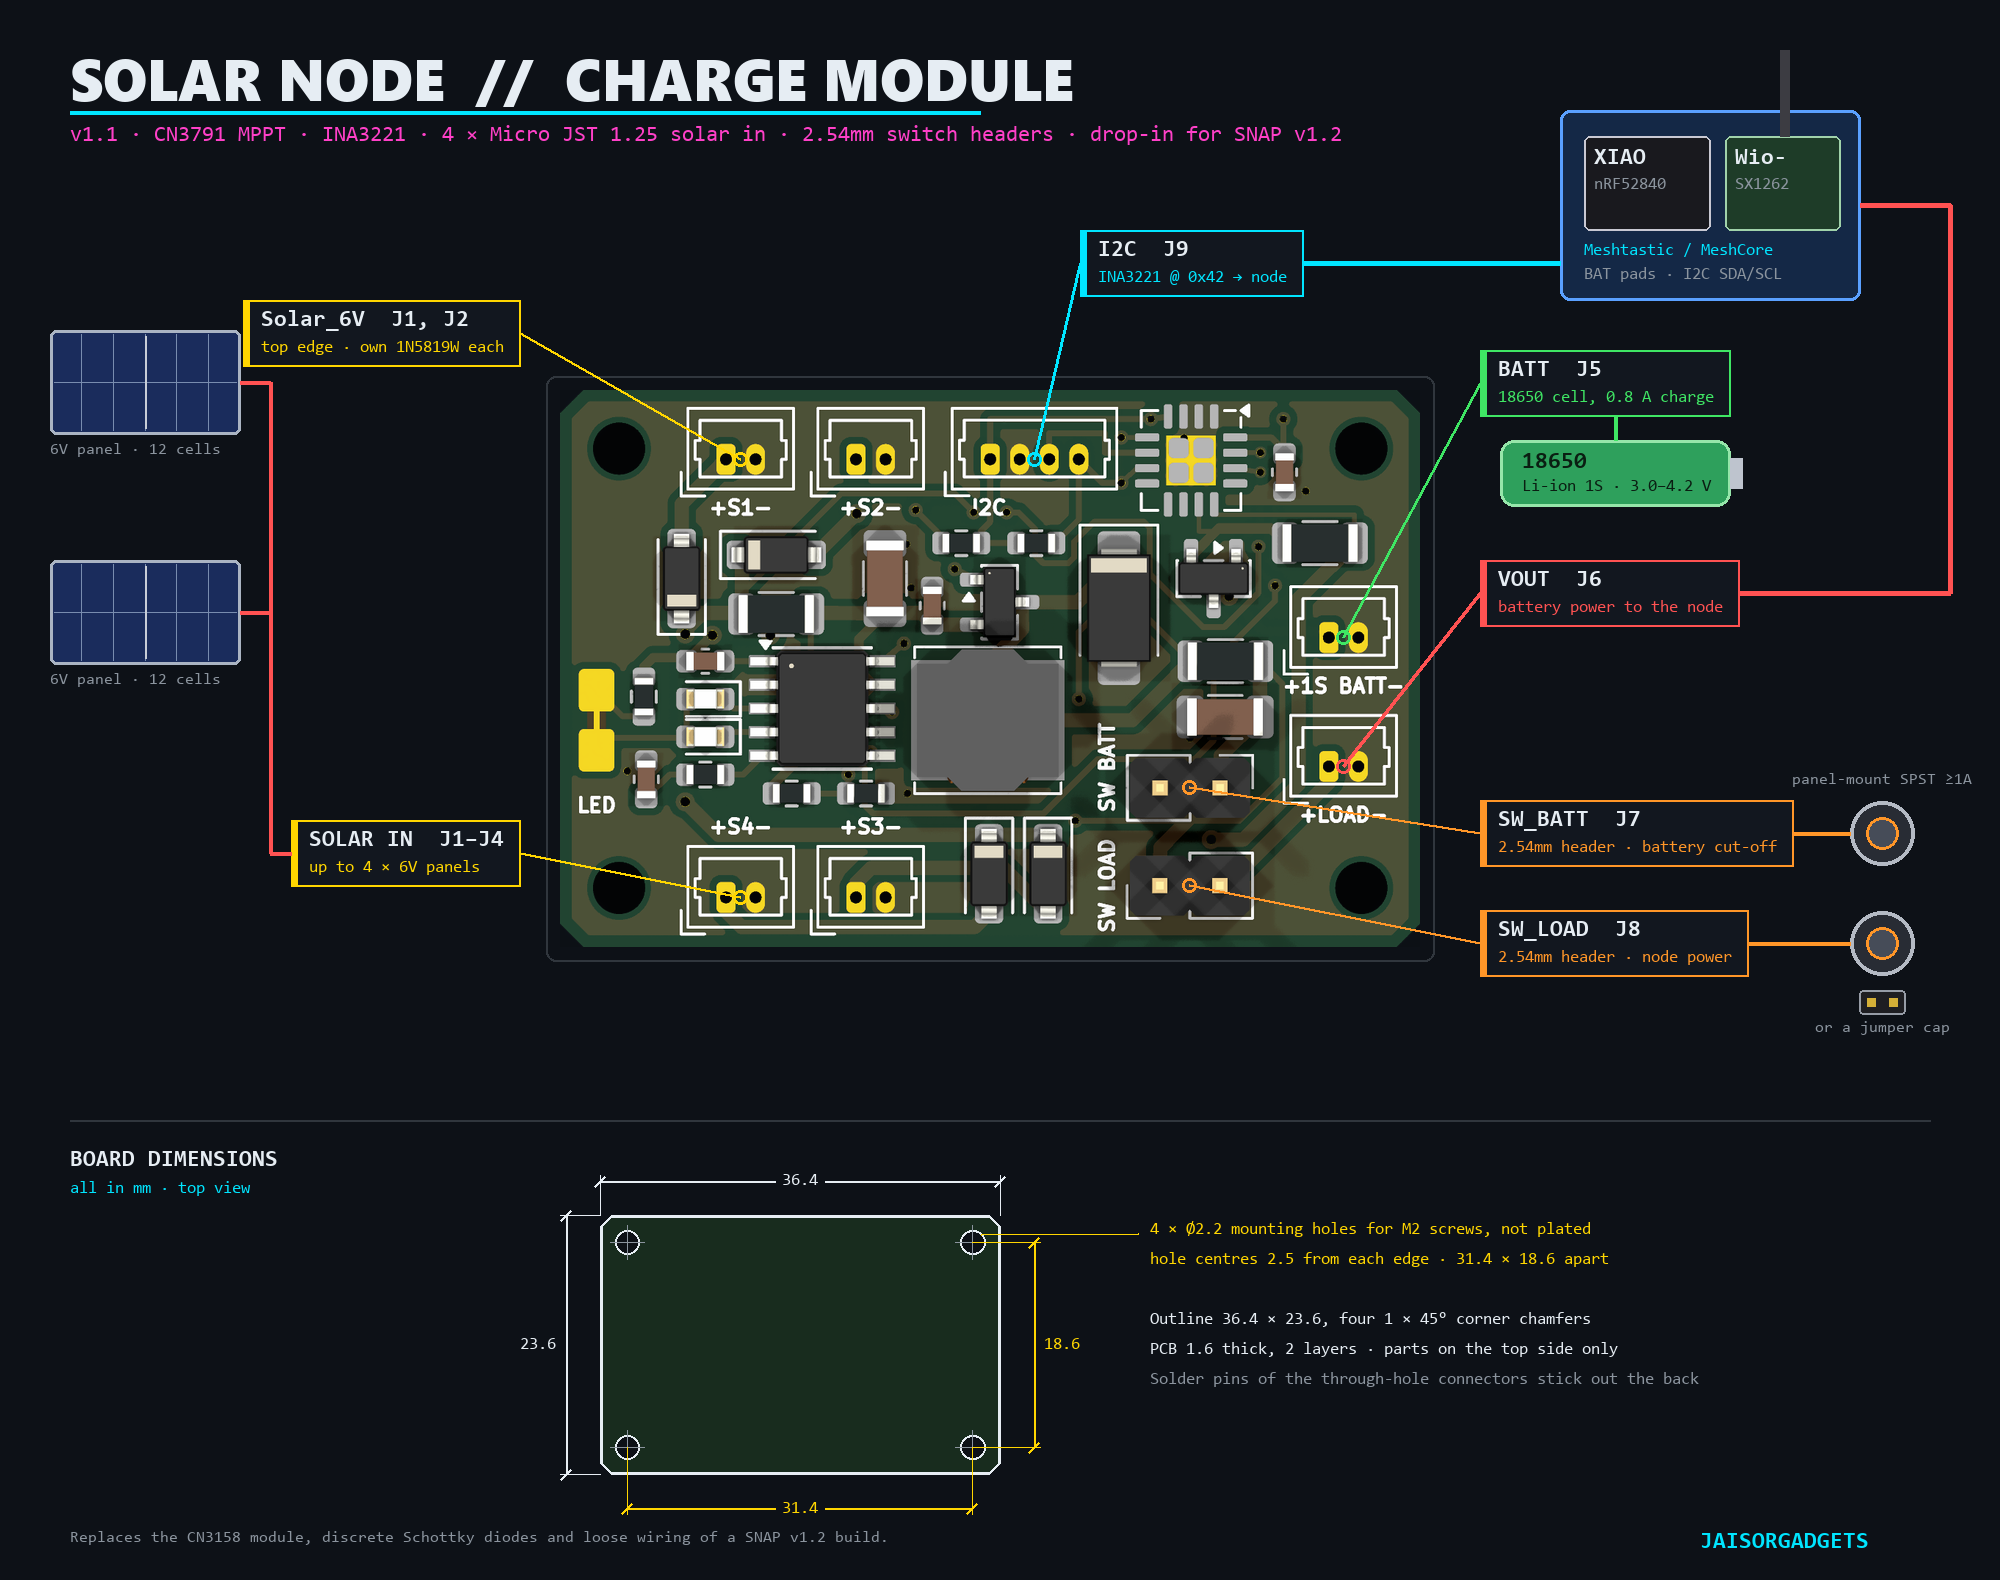 SOLAR NODE // CHARGE MODULE
v1.1 · CN3791 MPPT · INA3221 · 4 × Micro JST 1.25 solar in · 2.54mm switch headers · drop-in for SNAP v1.2
XIAO
nRF52840
Wio-
SX1262
Meshtastic / MeshCore
BAT pads · I2C SDA/SCL
I2C J9
INA3221 @ 0x42 → node
Solar_6V J1, J2
top edge · own 1N5819W each
6V panel · 12 cells
6V panel · 12 cells
BATT J5
18650 cell, 0.8 A charge
18650
Li-ion 1S · 3.0–4.2 V
VOUT J6
battery power to the node
+S1-
+S2-
I2C
+1S BATT-
SW BATT
+LOAD-
LED
+S4-
+S3-
SW LOAD
SOLAR IN J1–J4
up to 4 × 6V panels
panel-mount SPST ≥1A
SW_BATT J7
2.54mm header · battery cut-off
SW_LOAD J8
2.54mm header · node power
or a jumper cap
BOARD DIMENSIONS
all in mm · top view
36.4
23.6
18.6
31.4
4 × Ø2.2 mounting holes for M2 screws, not plated
hole centres 2.5 from each edge · 31.4 × 18.6 apart
Outline 36.4 × 23.6, four 1 × 45° corner chamfers
PCB 1.6 thick, 2 layers · parts on the top side only
Solder pins of the through-hole connectors stick out the back
Replaces the CN3158 module, discrete Schottky diodes and loose wiring of a SNAP v1.2 build.
JAISORGADGETS